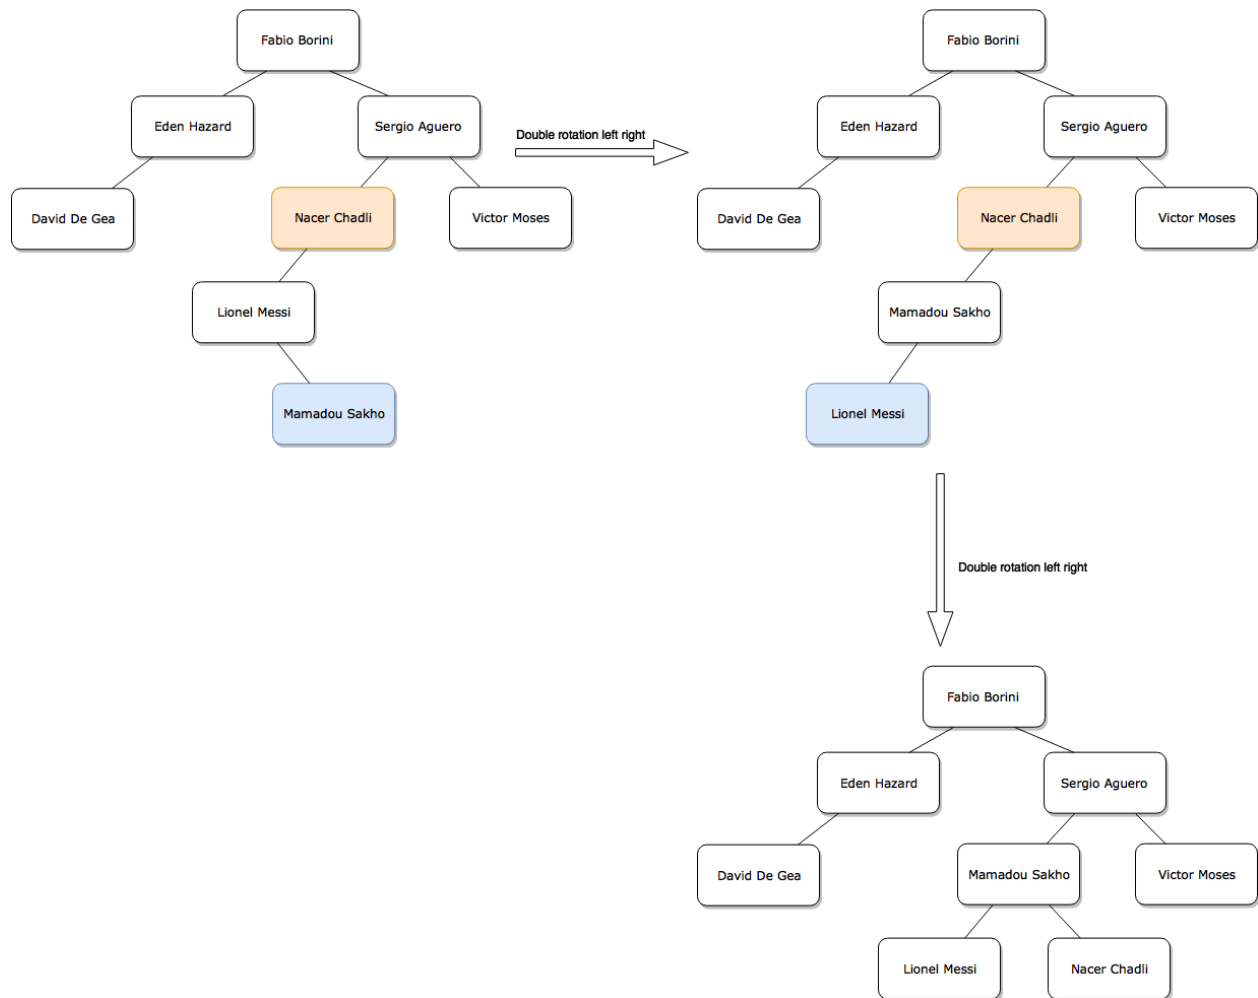 Fabio Borini
Eden Hazard
Sergio Aguero
David De Gea
Nacer Chadli
Victor Moses
Lionel Messi
Mamadou Sakho
Double rotation left right
Fabio Borini
Eden Hazard
Sergio Aguero
David De Gea
Nacer Chadli
Victor Moses
Mamadou Sakho
Lionel Messi
Double rotation left right
Fabio Borini
Eden Hazard
Sergio Aguero
David De Gea
Mamadou Sakho
Victor Moses
Lionel Messi
Nacer Chadli